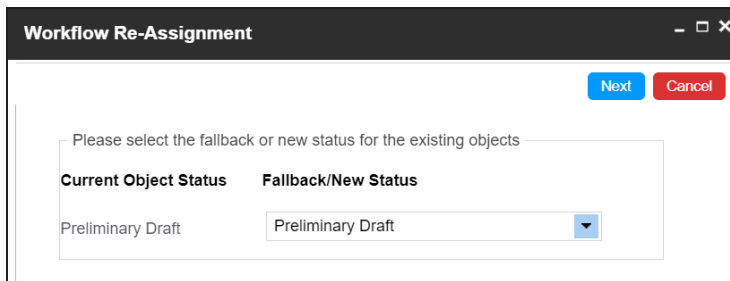 Workflow Re-Assignment
Next Cancel
Please select the fallback or new status for the existing objects
Current Object Status Fallback/New Status
Preliminary Draft Preliminary Draft